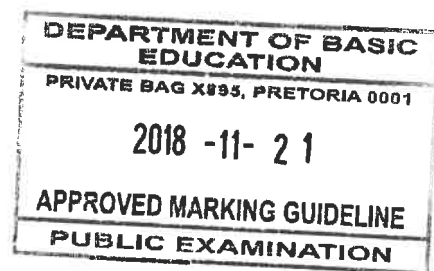 DEPARTMENT OF BASIC
EDUCATION
PRIVATE BAG X895, PRETORIA 0001
2018 -11- 21
APPROVED MARKING GUIDELINE
PUBLIC EXAMINATION